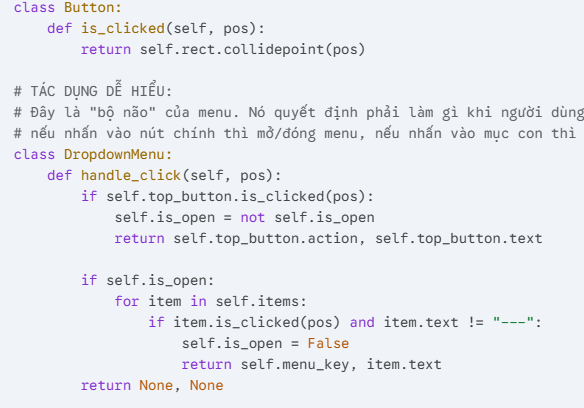 class Button:
    def is_clicked(self, pos):
        return self.rect.collidepoint(pos)

# TÁC DỤNG DỄ HIỂU:
# Đây là "bộ não" của menu. Nó quyết định phải làm gì khi người dùng
# nếu nhấn vào nút chính thì mở/đóng menu, nếu nhấn vào mục con thì
class DropdownMenu:
    def handle_click(self, pos):
        if self.top_button.is_clicked(pos):
            self.is_open = not self.is_open
            return self.top_button.action, self.top_button.text

        if self.is_open:
            for item in self.items:
                if item.is_clicked(pos) and item.text != "---":
                    self.is_open = False
                    return self.menu_key, item.text
        return None, None